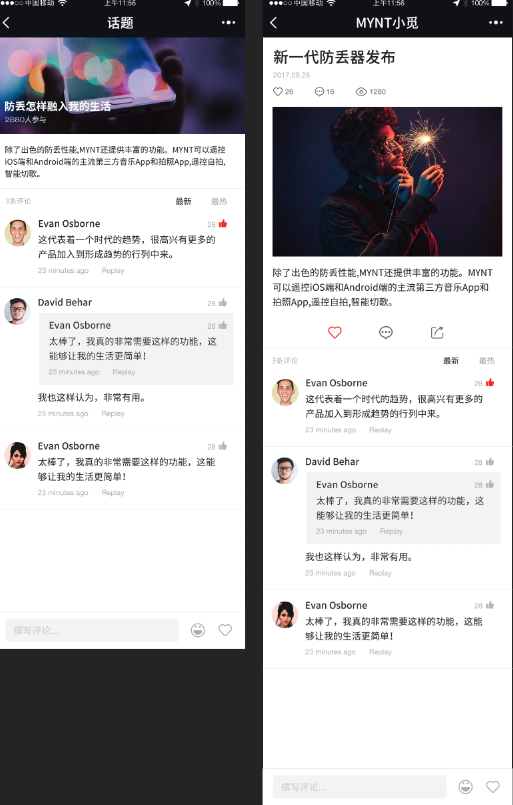 中国移动 上午11:56 100%
话题
防丢怎样融入我的生活
2680人参与
除了出色的防丢性能,MYNT还提供丰富的功能。MYNT可以遥控
iOS端和Android端的主流第三方音乐App和拍照App,遥控自拍,
智能切歌。
3条评论 最新 最热
Evan Osborne 28
这代表着一个时代的趋势，很高兴有更多的
产品加入到形成趋势的行列中来。
23 minutes ago Replay
David Behar 28
Evan Osborne 28
太棒了，我真的非常需要这样的功能，这
能够让我的生活更简单！
23 minutes ago Replay
我也这样认为，非常有用。
23 minutes ago Replay
Evan Osborne 28
太棒了，我真的非常需要这样的功能，这能
够让我的生活更简单！
23 minutes ago Replay
撰写评论...
中国移动 上午11:56 100%
MYNT小觅
新一代防丢器发布
2017.09.28
26 16 1280
除了出色的防丢性能,MYNT还提供丰富的功能。MYNT
可以遥控iOS端和Android端的主流第三方音乐App和
拍照App,遥控自拍,智能切歌。
3条评论 最新 最热
Evan Osborne 28
这代表着一个时代的趋势，很高兴有更多的
产品加入到形成趋势的行列中来。
23 minutes ago Replay
David Behar 28
Evan Osborne 28
太棒了，我真的非常需要这样的功能，这
能够让我的生活更简单！
23 minutes ago Replay
我也这样认为，非常有用。
23 minutes ago Replay
Evan Osborne 28
太棒了，我真的非常需要这样的功能，这能
够让我的生活更简单！
23 minutes ago Replay
撰写评论...